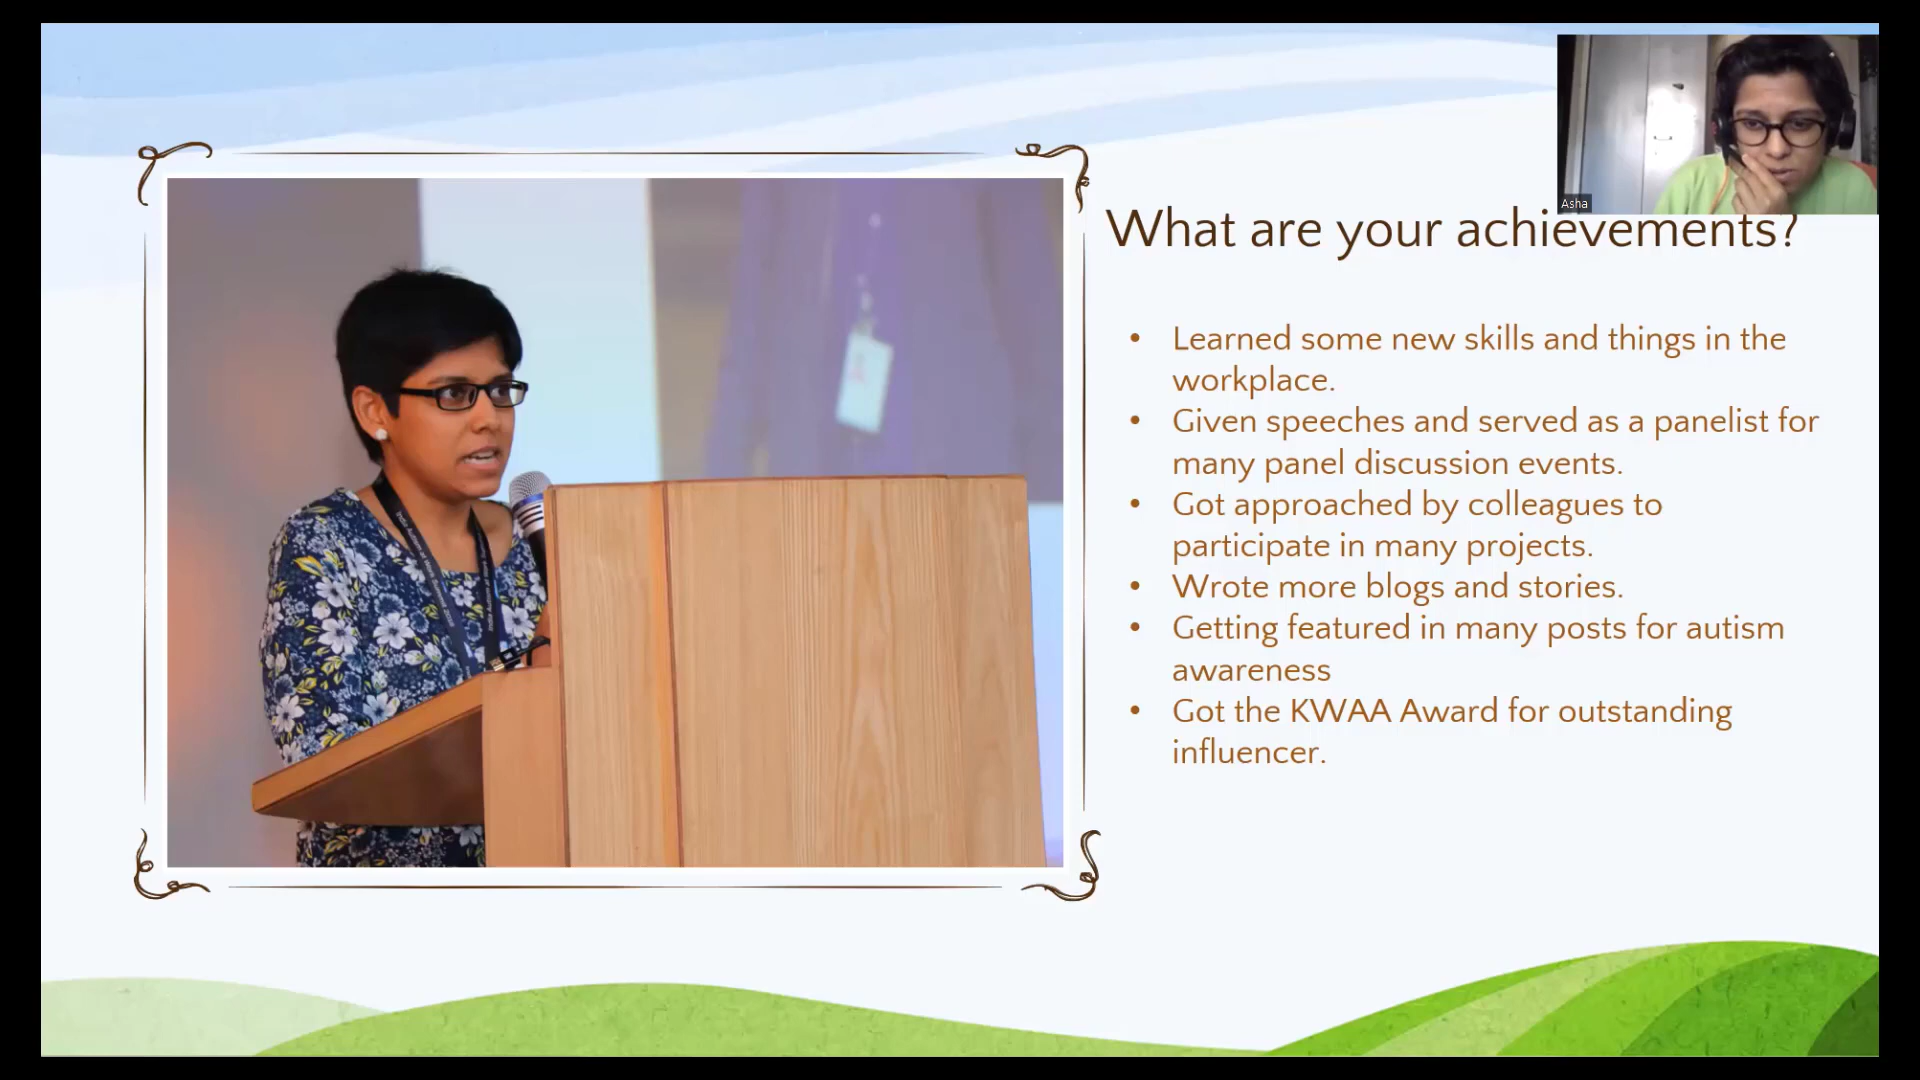 Asha
What are your achievements?
• Learned some new skills and things in the
workplace.
• Given speeches and served as a panelist for
many panel discussion events.
• Got approached by colleagues to
participate in many projects.
• Wrote more blogs and stories.
• Getting featured in many posts for autism
awareness
• Got the KWAA Award for outstanding
influencer.